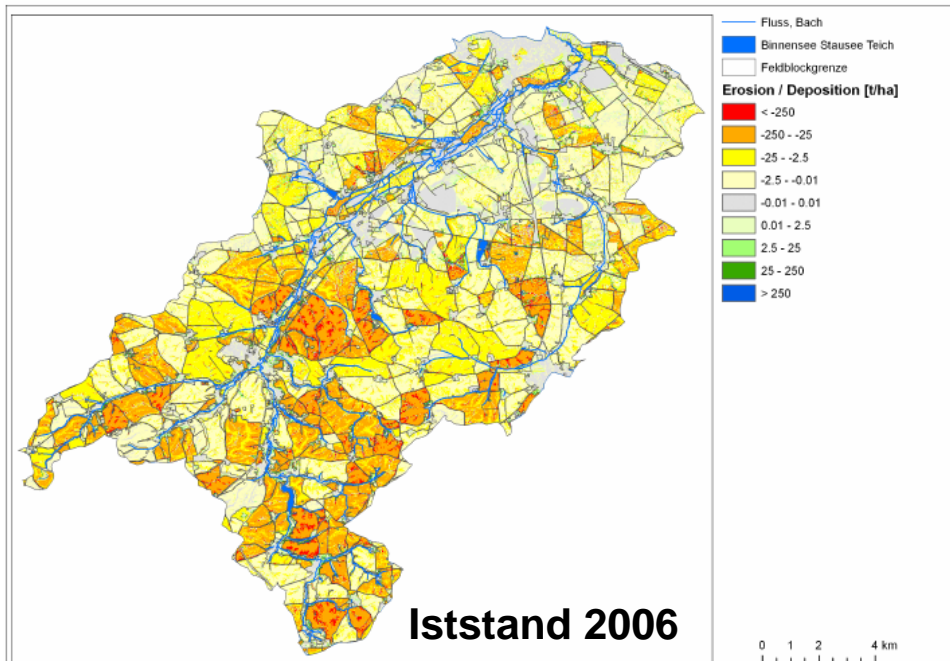 Fluss, Bach
Binnensee Stausee Teich
Feldblockgrenze
Erosion / Deposition [t/ha]
< -250
-250 - -25
-25 - -2.5
-2.5 - -0.01
-0.01 - 0.01
0.01 - 2.5
2.5 - 25
25 - 250
> 250
Iststand 2006
0 1 2 4 km